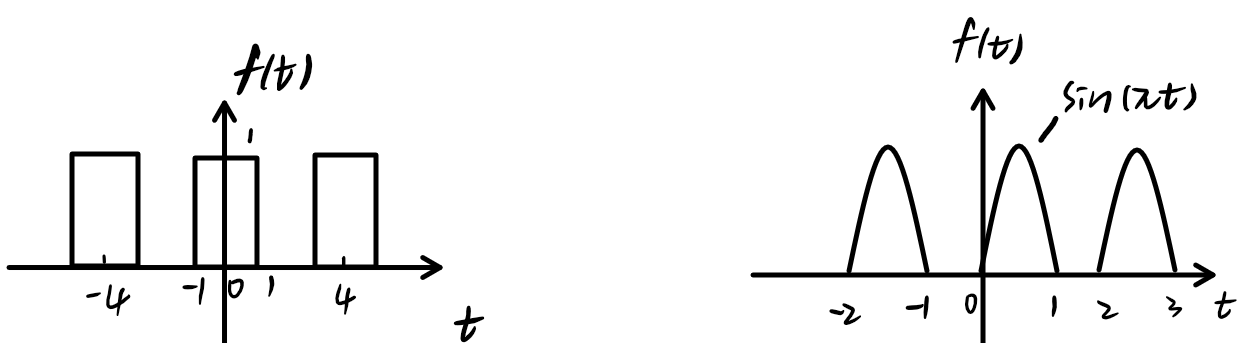 f(t)
1
-4 -1 0 1 4
t
f(t)
sin(πt)
-2 -1 0 1 2 3 t